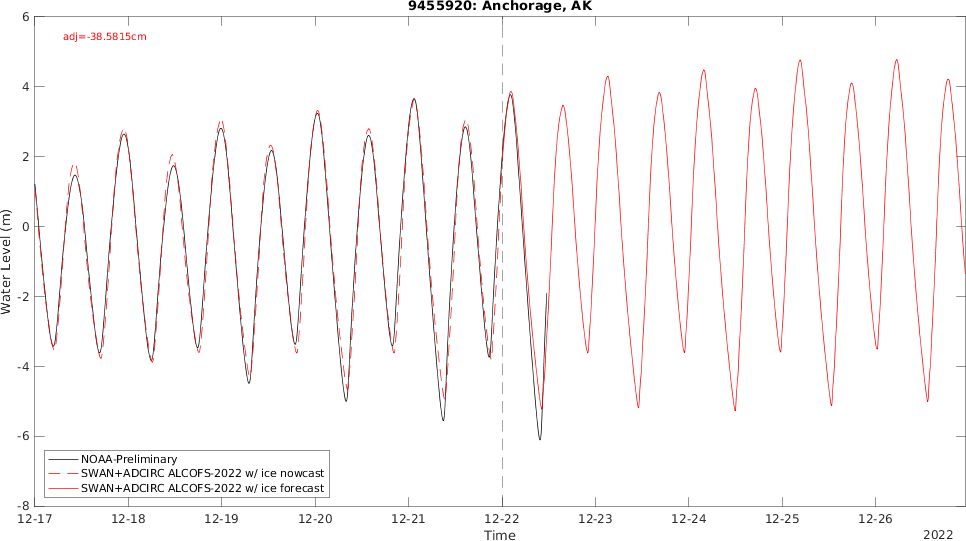 9455920: Anchorage, AK
adj=-38.5815cm
6
4
2
0
-2
-4
-6
-8
Water Level (m)
NOAA-Preliminary
SWAN+ADCIRC ALCOFS-2022 w/ ice nowcast
SWAN+ADCIRC ALCOFS-2022 w/ ice forecast
12-17 12-18 12-19 12-20 12-21 12-22 12-23 12-24 12-25 12-26
Time
2022